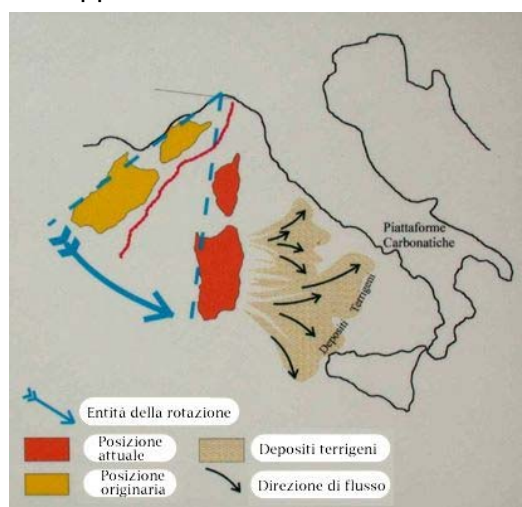 Piattaforme
Carbonatiche
Depositi Terrigeni
Entità della rotazione
Posizione
attuale
Depositi terrigeni
Posizione
originaria
Direzione di flusso